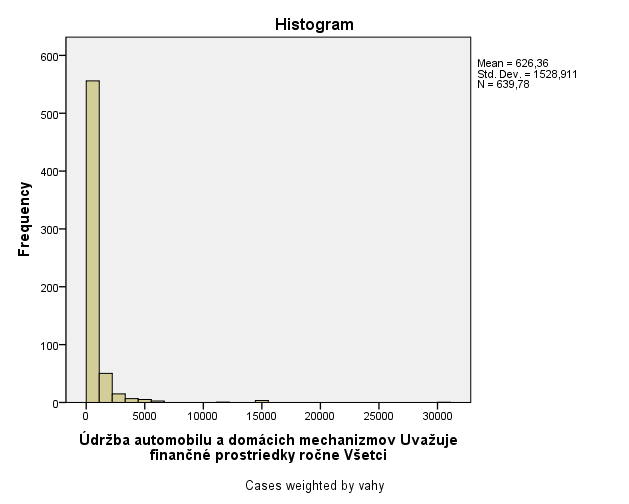 Histogram
Mean = 626,36
Std. Dev. = 1528,911
N = 639,78
600
500
400
300
200
100
0
Frequency
0 5000 10000 15000 20000 25000 30000
Údržba automobilu a domácich mechanizmov Uvažuje
finančné prostriedky ročne Všetci
Cases weighted by vahy